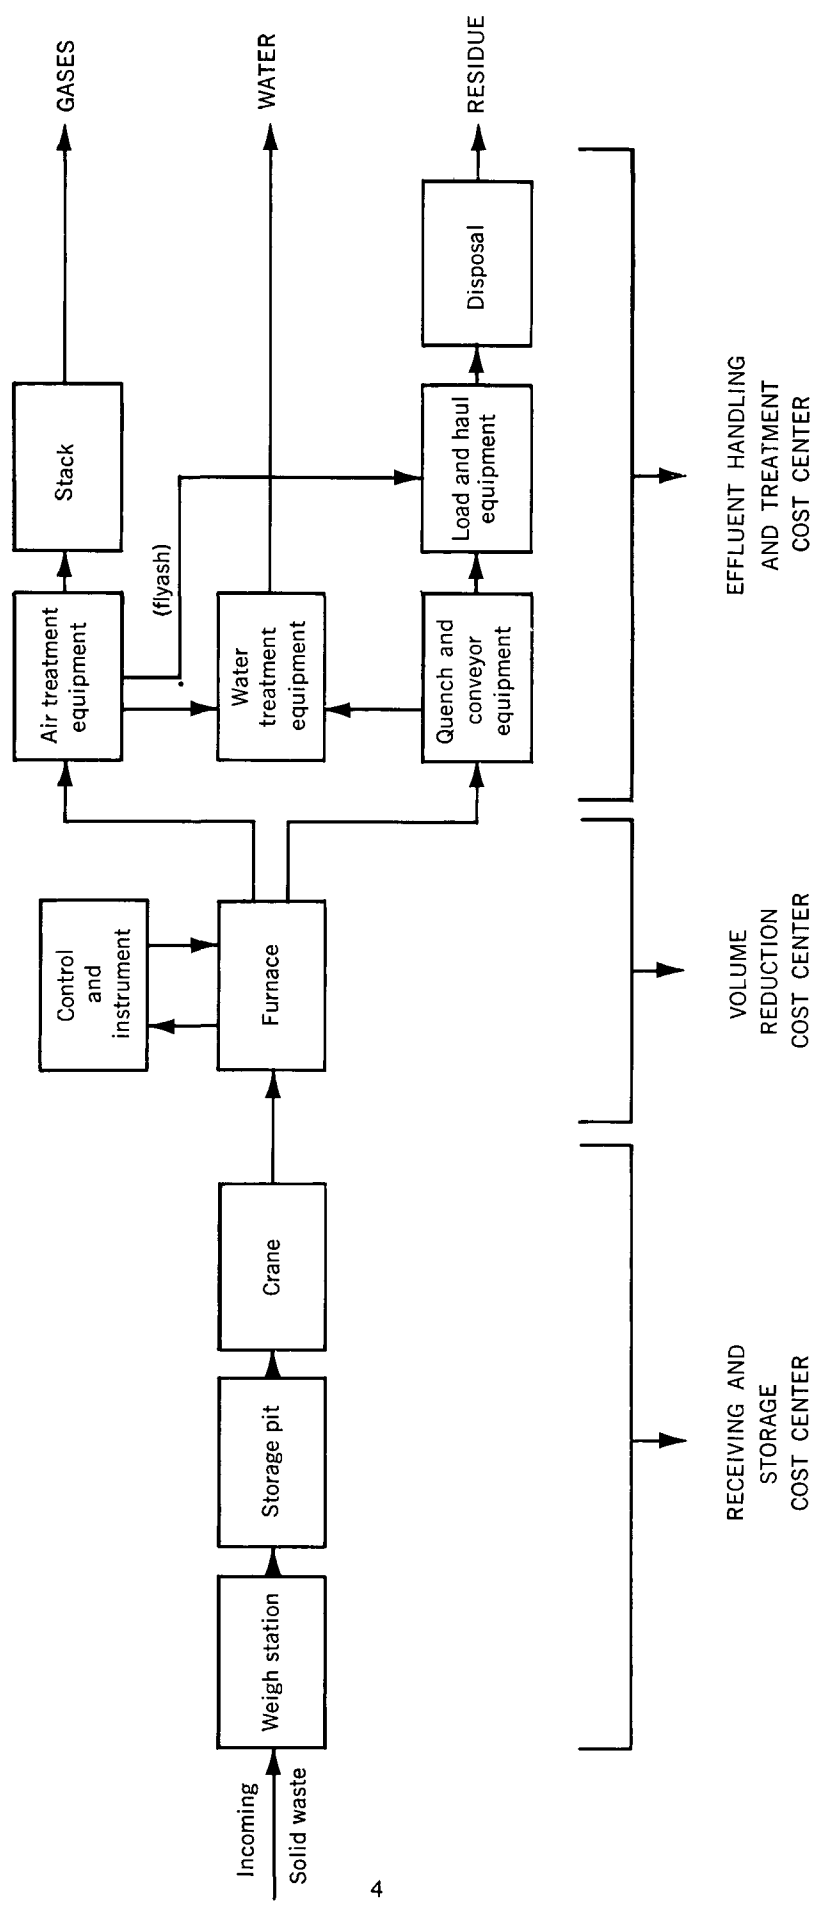 Incoming
Solid waste
Weigh station
Storage pit
Crane
Furnace
Control
and
instrument
Air treatment
equipment
(flyash)
Stack
GASES
Water
treatment
equipment
WATER
Quench and
conveyor
equipment
Load and haul
equipment
Disposal
RESIDUE
RECEIVING AND
STORAGE
COST CENTER
VOLUME
REDUCTION
COST CENTER
EFFLUENT HANDLING
AND TREATMENT
COST CENTER
4